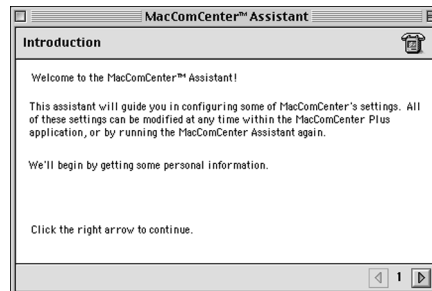 MacComCenter™ Assistant
Introduction
Welcome to the MacComCenter™ Assistant!
This assistant will guide you in configuring some of MacComCenter's settings. All
of these settings can be modified at any time within the MacComCenter Plus
application, or by running the MacComCenter Assistant again.
We'll begin by getting some personal information.
Click the right arrow to continue.
1